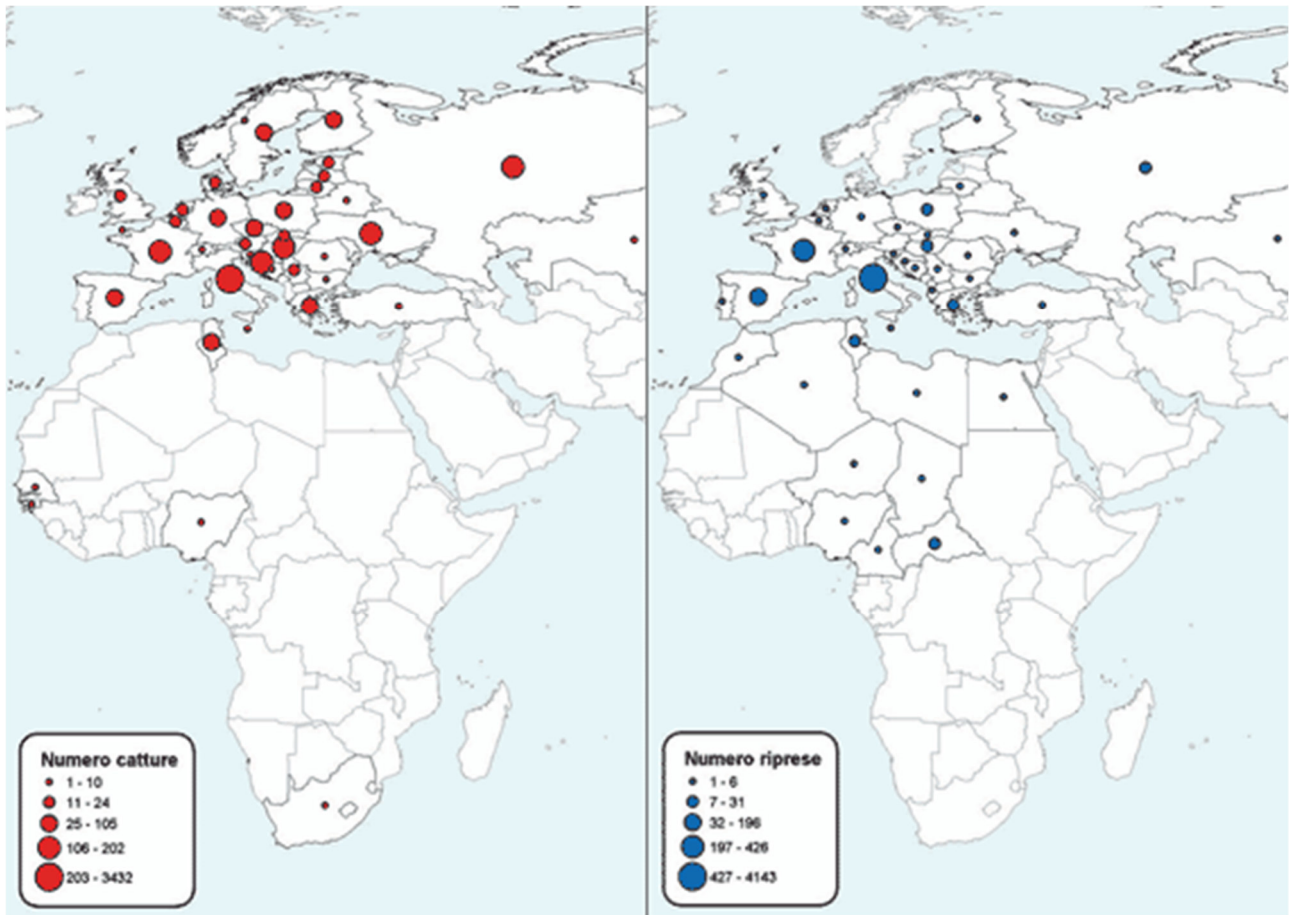 Numero catture
1 - 10
11 - 24
25 - 105
106 - 202
203 - 3432
Numero riprese
1 - 6
7 - 31
32 - 196
197 - 426
427 - 4143